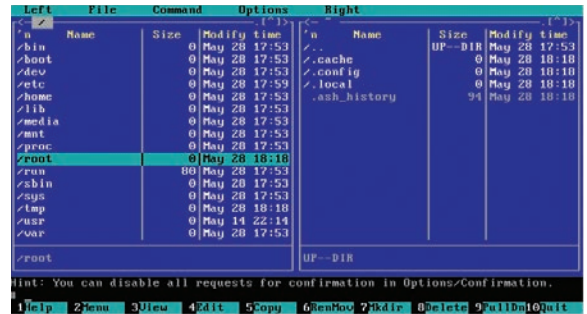 Left File Command Options Right
<- / .[^]> <- ~ .[^]>
'n Name Size Modify time 'n Name Size Modify time
/bin 0 May 28 17:53 /.. UP--DIR May 28 17:53
/boot 0 May 28 17:53 /.cache 0 May 28 18:18
/dev 0 May 28 17:53 /.config 0 May 28 18:18
/etc 0 May 28 17:59 /.local 0 May 28 18:18
/home 0 May 28 17:53 .ash_history 94 May 28 18:18
/lib 0 May 28 17:53
/media 0 May 28 17:53
/mnt 0 May 28 17:53
/proc 0 May 28 17:53
/root 0 May 28 18:18
/run 80 May 28 17:53
/sbin 0 May 28 17:53
/sys 0 May 28 17:53
/tmp 0 May 28 18:18
/usr 0 May 14 22:14
/var 0 May 28 17:53
/root UP--DIR
Hint: You can disable all requests for confirmation in Options/Confirmation.
1Help 2Menu 3View 4Edit 5Copy 6RenMov 7Mkdir 8Delete 9PullDn 10Quit